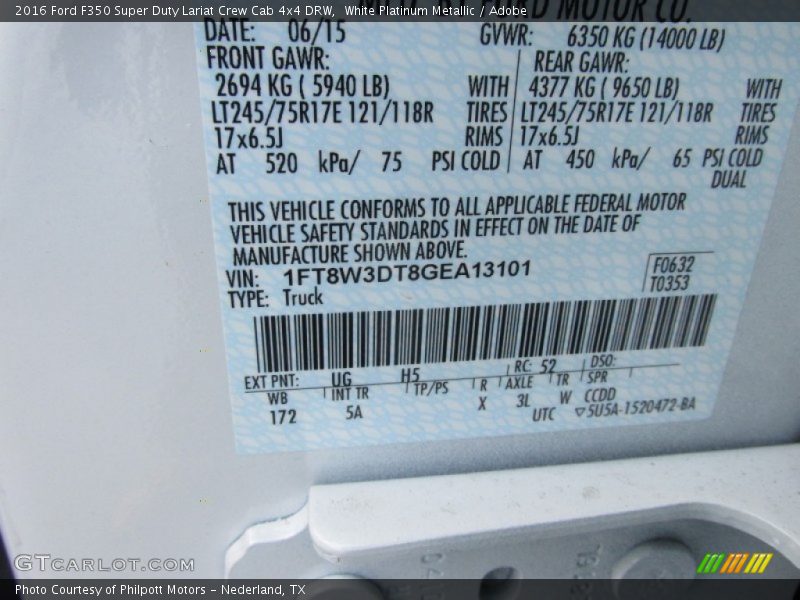 2016 Ford F350 Super Duty Lariat Crew Cab 4x4 DRW,  White Platinum Metallic / Adobe
MOTOR CO.
DATE: 06/15 GVWR: 6350 KG (14000 LB)
FRONT GAWR: REAR GAWR:
2694 KG ( 5940 LB) WITH 4377 KG ( 9650 LB) WITH
LT245/75R17E 121/118R TIRES LT245/75R17E 121/118R TIRES
17x6.5J RIMS 17x6.5J RIMS
AT 520 kPa/ 75 PSI COLD AT 450 kPa/ 65 PSI COLD
DUAL
THIS VEHICLE CONFORMS TO ALL APPLICABLE FEDERAL MOTOR
VEHICLE SAFETY STANDARDS IN EFFECT ON THE DATE OF
MANUFACTURE SHOWN ABOVE.
VIN: 1FT8W3DT8GEA13101 F0632
TYPE: Truck T0353
EXT PNT: UG H5 RC: 52 DSO:
WB INT TR TP/PS R AXLE TR SPR
172 5A X 3L W CCDD
UTC ▽5U5A-1520472-BA
GTCARLOT.COM
Photo Courtesy of Philpott Motors – Nederland, TX